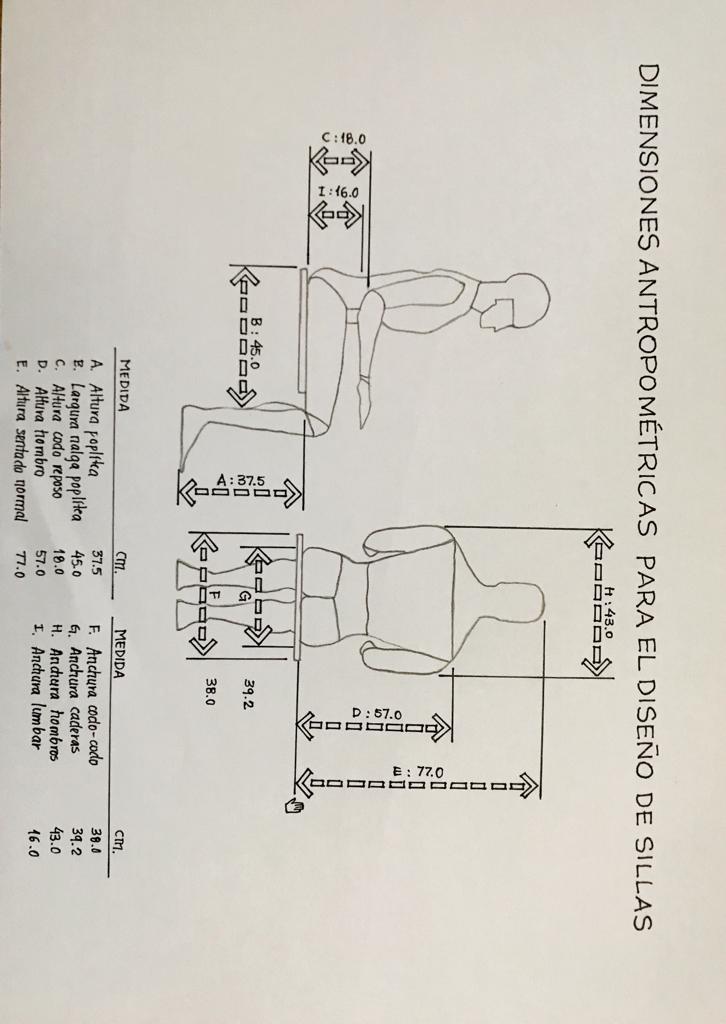 DIMENSIONES ANTROPOMÉTRICAS PARA EL DISEÑO DE SILLAS
H : 43.0
C : 18.0
I : 16.0
D : 57.0
E : 77.0
B : 45.0
A : 37.5
G
39.2
F
38.0
MEDIDA CM.
A. Altura poplítea 37.5
B. Largura nalga poplítea 45.0
C. Altura codo reposo 18.0
D. Altura hombro 57.0
E. Altura sentado normal 77.0
MEDIDA CM.
F. Anchura codo-codo 38.0
G. Anchura caderas 39.2
H. Anchura hombros 43.0
I. Anchura lumbar 16.0